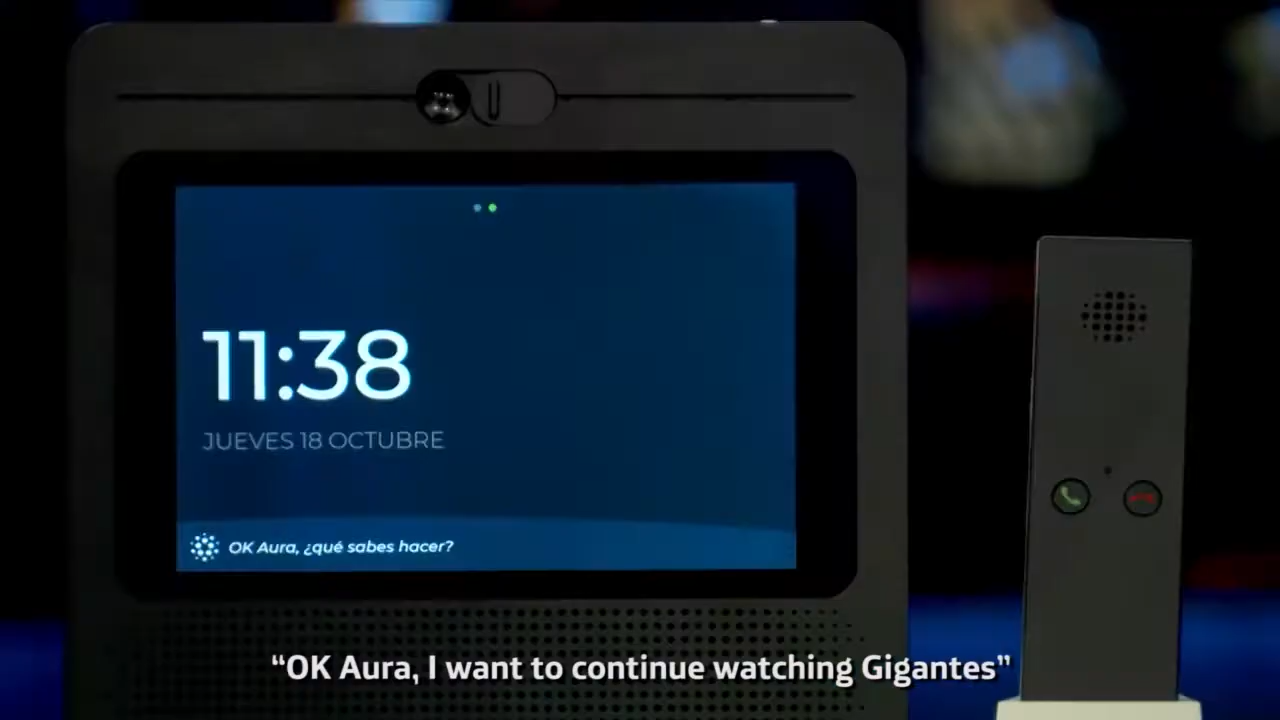 11:38
JUEVES 18 OCTUBRE
OK Aura, ¿qué sabes hacer?
“OK Aura, I want to continue watching Gigantes”